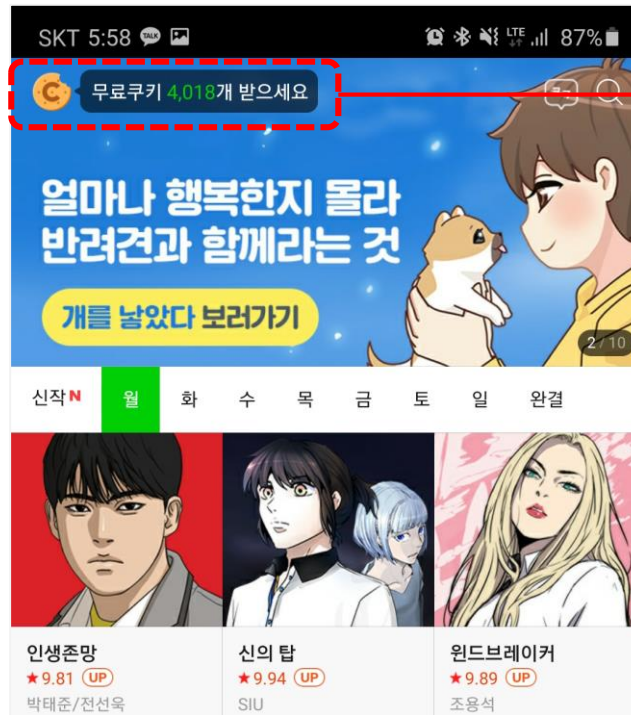 SKT 5:58 TALK LTE 87%
C 무료쿠키 4,018개 받으세요
얼마나 행복한지 몰라
반려견과 함께라는 것
개를 낳았다 보러가기
2 / 10
신작 N 월 화 수 목 금 토 일 완결
인생존망 신의 탑 윈드브레이커
★9.81 UP ★9.94 UP ★9.89 UP
박태준/전선욱 SIU 조용석